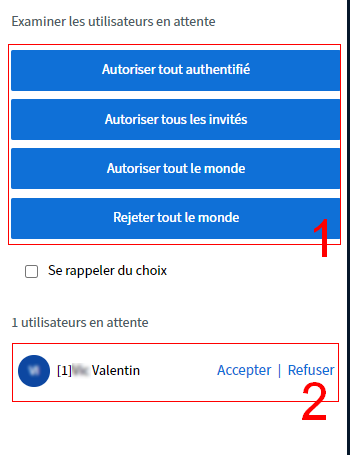 Examiner les utilisateurs en attente
Autoriser tout authentifié
Autoriser tous les invités
Autoriser tout le monde
Rejeter tout le monde
1
Se rappeler du choix
1 utilisateurs en attente
[1] Valentin Accepter | Refuser
2